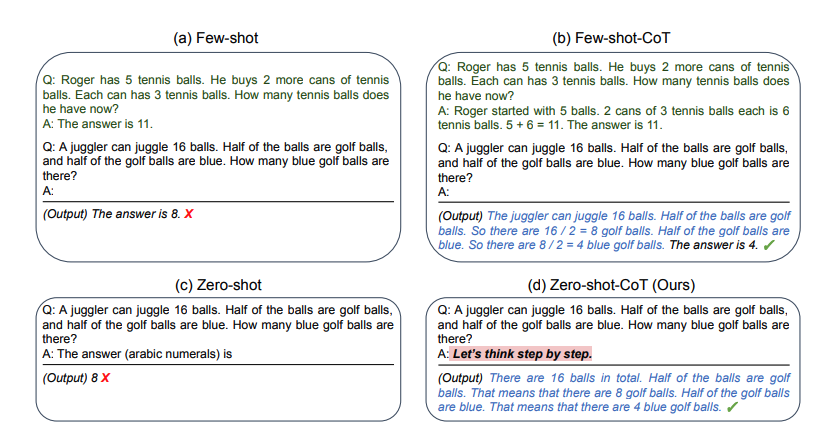 (a) Few-shot
Q: Roger has 5 tennis balls. He buys 2 more cans of tennis
balls. Each can has 3 tennis balls. How many tennis balls does
he have now?
A: The answer is 11.
Q: A juggler can juggle 16 balls. Half of the balls are golf balls,
and half of the golf balls are blue. How many blue golf balls are
there?
A:
(Output) The answer is 8. X
(b) Few-shot-CoT
Q: Roger has 5 tennis balls. He buys 2 more cans of tennis
balls. Each can has 3 tennis balls. How many tennis balls does
he have now?
A: Roger started with 5 balls. 2 cans of 3 tennis balls each is 6
tennis balls. 5 + 6 = 11. The answer is 11.
Q: A juggler can juggle 16 balls. Half of the balls are golf balls,
and half of the golf balls are blue. How many blue golf balls are
there?
A:
(Output) The juggler can juggle 16 balls. Half of the balls are golf
balls. So there are 16 / 2 = 8 golf balls. Half of the golf balls are
blue. So there are 8 / 2 = 4 blue golf balls. The answer is 4. ✓
(c) Zero-shot
Q: A juggler can juggle 16 balls. Half of the balls are golf balls,
and half of the golf balls are blue. How many blue golf balls are
there?
A: The answer (arabic numerals) is
(Output) 8 X
(d) Zero-shot-CoT (Ours)
Q: A juggler can juggle 16 balls. Half of the balls are golf balls,
and half of the golf balls are blue. How many blue golf balls are
there?
A: Let's think step by step.
(Output) There are 16 balls in total. Half of the balls are golf
balls. That means that there are 8 golf balls. Half of the golf balls
are blue. That means that there are 4 blue golf balls. ✓